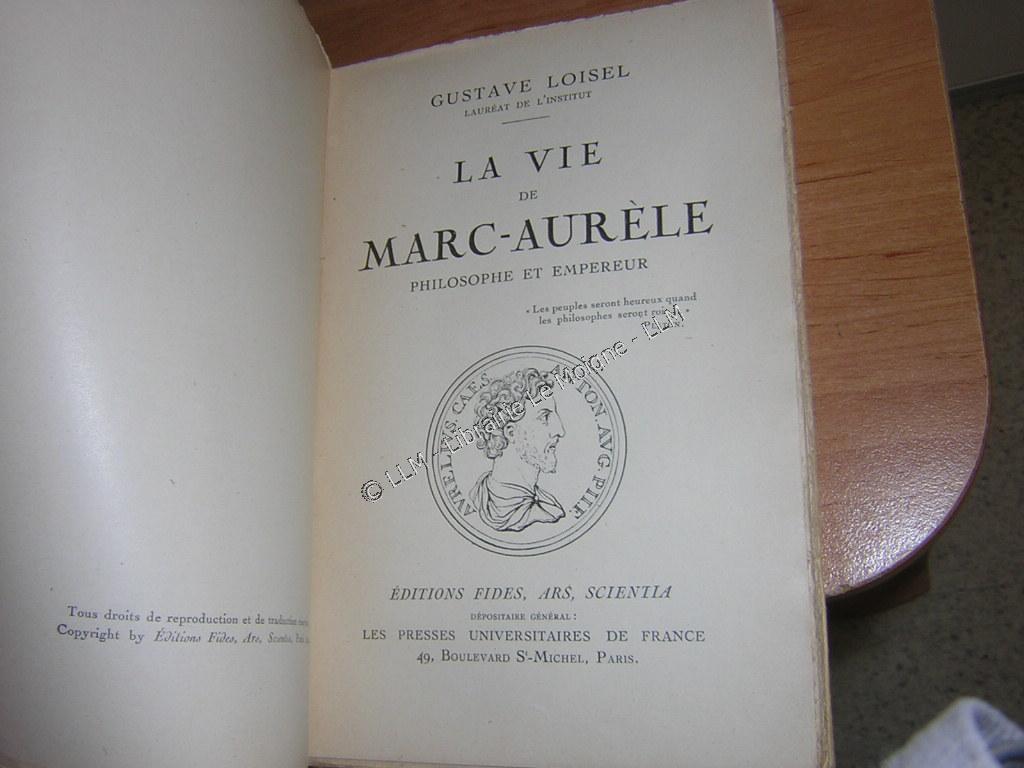 Tous droits de reproduction et de
Copyright by Éditions Fides, Ars, Scientia,
GUSTAVE LOISEL
LAURÉAT DE L'INSTITUT
LA VIE
DE
MARC-AURÈLE
PHILOSOPHE ET EMPEREUR
« Les peuples seront heureux quand
les philosophes seront »
AVRELIVS. CAES. AVG. PII F.
© LLM - Librairie Le Moigne - LLM
ÉDITIONS FIDES, ARS, SCIENTIA
DÉPOSITAIRE GÉNÉRAL :
LES PRESSES UNIVERSITAIRES DE FRANCE
49, BOULEVARD St-MICHEL, PARIS.